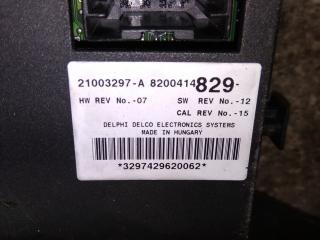 21003297-A 8200414829-
HW REV No.-07 SW REV No.-12
CAL REV No.-15
DELPHI DELCO ELECTRONICS SYSTEMS
MADE IN HUNGARY
*3297429620062*